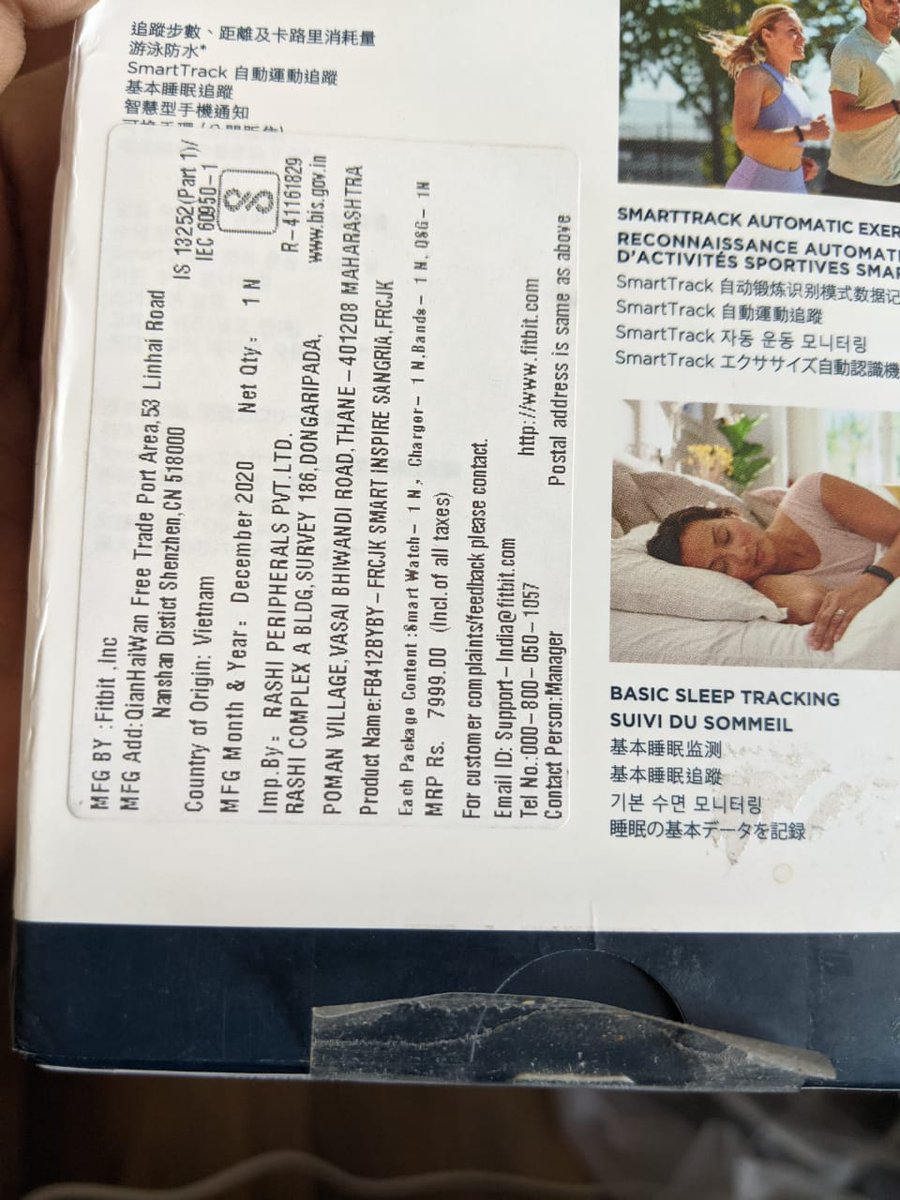 追蹤步數、距離及卡路里消耗量
游泳防水*
SmartTrack 自動運動追蹤
基本睡眠追蹤
智慧型手機通知
MFG BY :Fitbit ,Inc
MFG Add:QianHaiWan Free Trade Port Area,53 Linhai Road
Nanshan Distict Shenzhen,CN 518000
IS 13252(Part 1)/
IEC 60950-1
R-41161829
www.bis.gov.in
Country of Origin: Vietnam
MFG Month & Year: December 2020 Net Qty: 1 N
Imp.By: RASHI PERIPHERALS PVT.LTD.
RASHI COMPLEX A BLDG,SURVEY 186,DONGARIPADA,
POMAN VILLAGE,VASAI BHIWANDI ROAD,THANE-401208 MAHARASHTRA
Product Name:FB412BYBY-FRCJK SMART INSPIRE SANGRIA,FRCJK
Each Package Content :Smart Watch- 1 N, Charger- 1 N,Bands- 1 N,QSG- 1N
MRP Rs. 7999.00 (Incl.of all taxes)
For customer complaints/feedback please contact.
Email ID: Support-India@fitbit.com http://www.fitbit.com
Tel No.:000-800-050-1057
Contact Person:Manager Postal address is same as above
SMARTTRACK AUTOMATIC EXER
RECONNAISSANCE AUTOMATI
D'ACTIVITÉS SPORTIVES SMAR
SmartTrack 自动锻炼识别模式数据记
SmartTrack 自動運動追蹤
SmartTrack 자동 운동 모니터링
SmartTrack エクササイズ自動認識機
BASIC SLEEP TRACKING
SUIVI DU SOMMEIL
基本睡眠监测
基本睡眠追蹤
기본 수면 모니터링
睡眠の基本データを記録